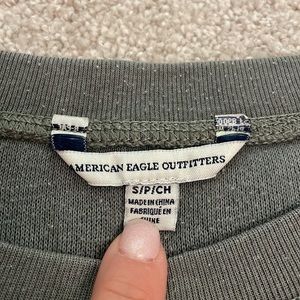 AMERICAN EAGLE OUTFITTERS
S/P/CH
MADE IN CHINA
FABRIQUÉ EN
CHINE